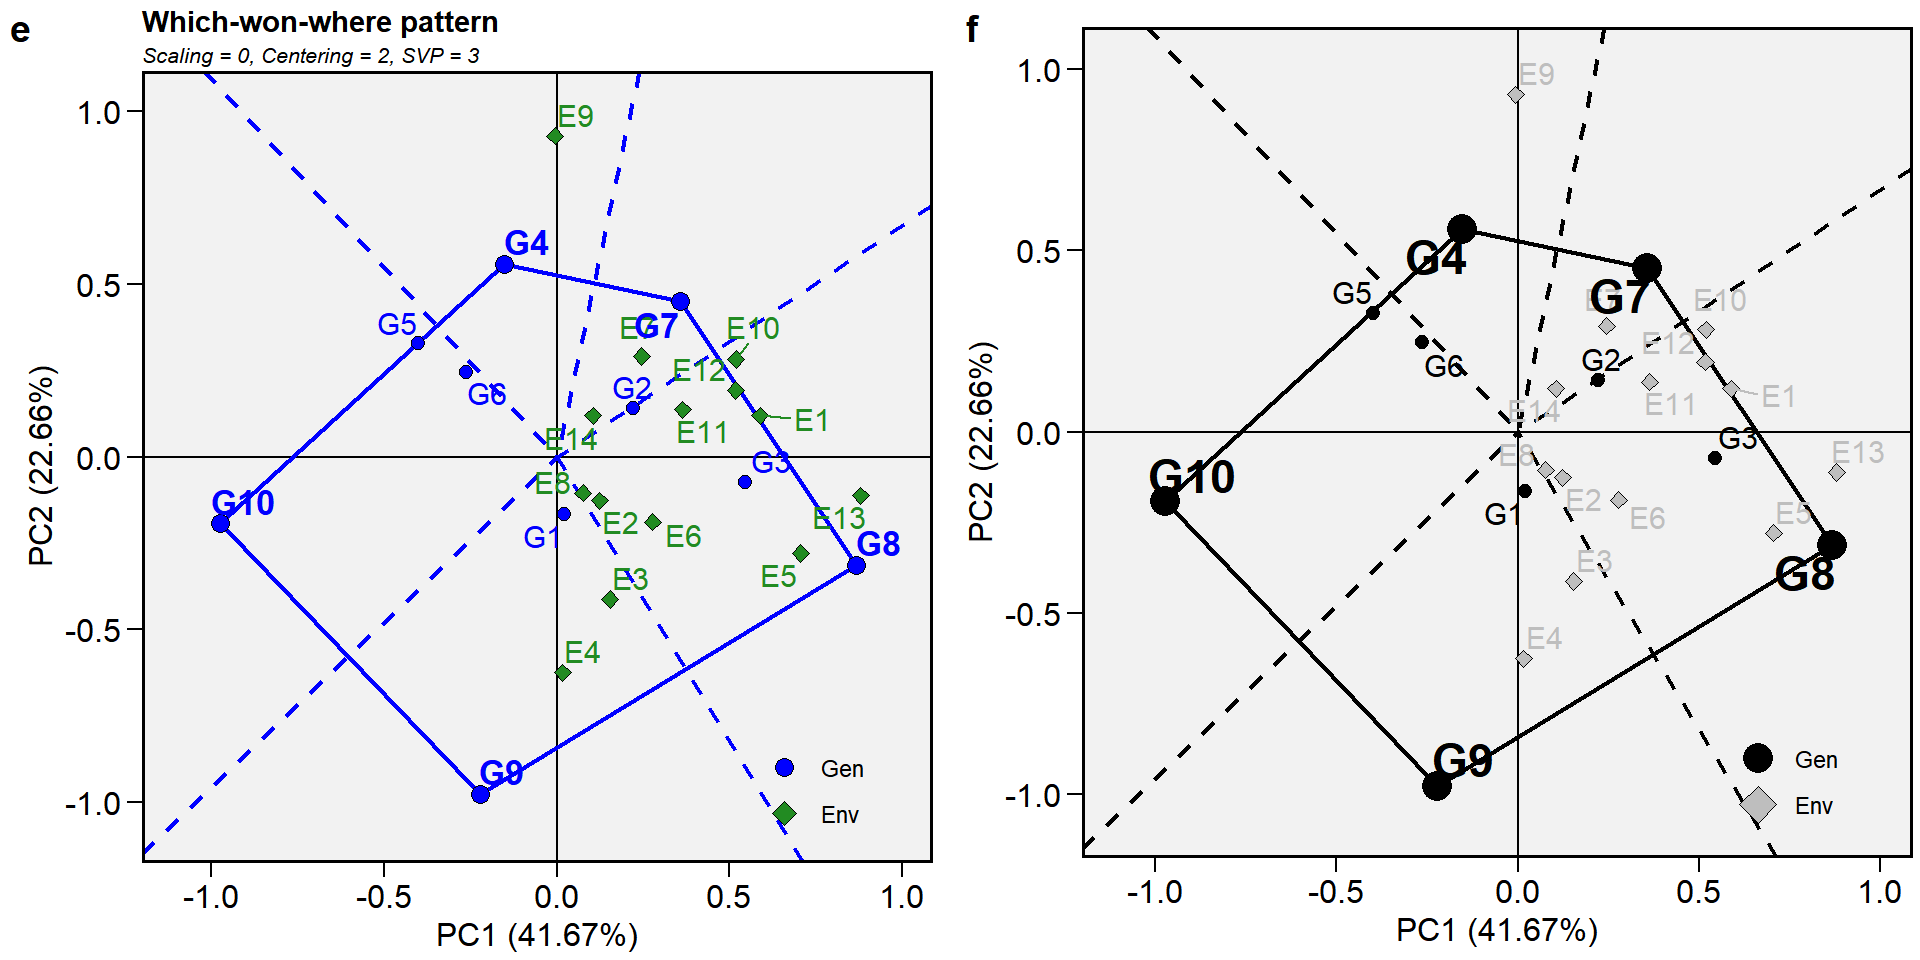 e
Which-won-where pattern
Scaling = 0, Centering = 2, SVP = 3
PC2 (22.66%)
1.0
0.5
0.0
-0.5
-1.0
E9
G4
G5
E7
G7
E10
G6
G2
E12
E14
E11
E1
G3
G10
E8
G1
E2
E6
E13
G8
E5
E3
E4
G9
Gen
Env
-1.0
-0.5
0.0
0.5
1.0
PC1 (41.67%)
f
PC2 (22.66%)
1.0
0.5
0.0
-0.5
-1.0
E9
G4
G5
E7
G7
E10
G6
G2
E12
E14
E11
E1
G3
G10
E8
G1
E2
E6
E13
E5
G8
E3
E4
G9
Gen
Env
-1.0
-0.5
0.0
0.5
1.0
PC1 (41.67%)